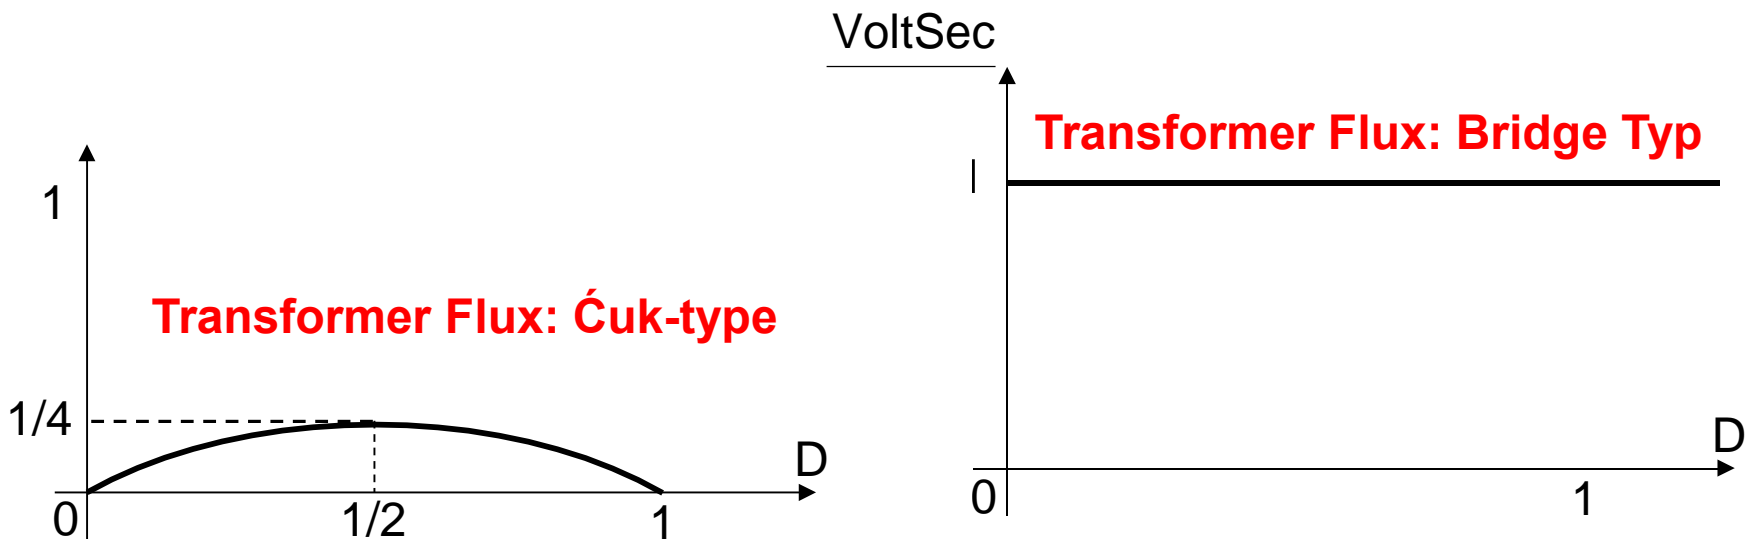 VoltSec
Transformer Flux: Bridge Typ
1
Transformer Flux: Ćuk-type
1/4
D
0
1/2
1
D
0
1